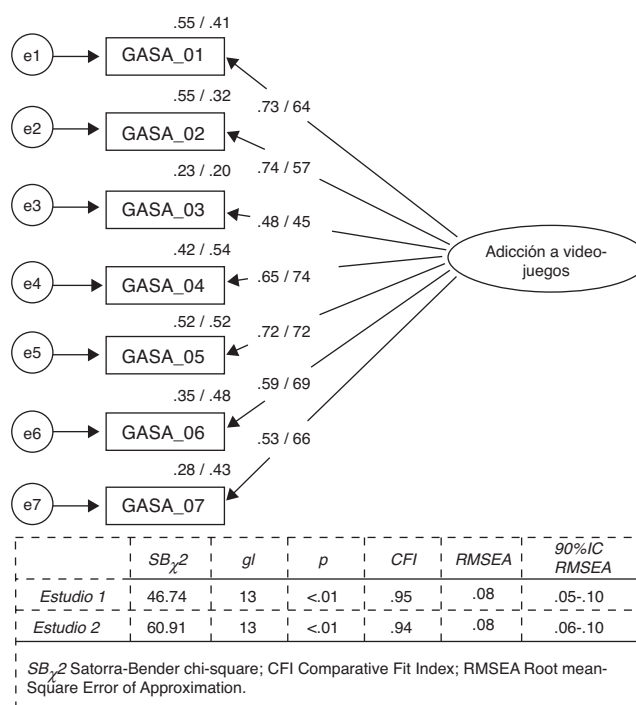 .55 / .41
e1 GASA_01
.73 / 64
.55 / .32
e2 GASA_02
.74 / 57
.23 / .20
e3 GASA_03
.48 / 45
Adicción a video-
juegos
.42 / .54
e4 GASA_04
.65 / 74
.52 / .52
e5 GASA_05
.72 / 72
.35 / .48
e6 GASA_06
.59 / 69
.28 / .43
e7 GASA_07
.53 / 66
SBχ2 gl p CFI RMSEA 90%IC RMSEA
Estudio 1 46.74 13 <.01 .95 .08 .05-.10
Estudio 2 60.91 13 <.01 .94 .08 .06-.10
SBχ2 Satorra-Bender chi-square; CFI Comparative Fit Index; RMSEA Root mean-
Square Error of Approximation.